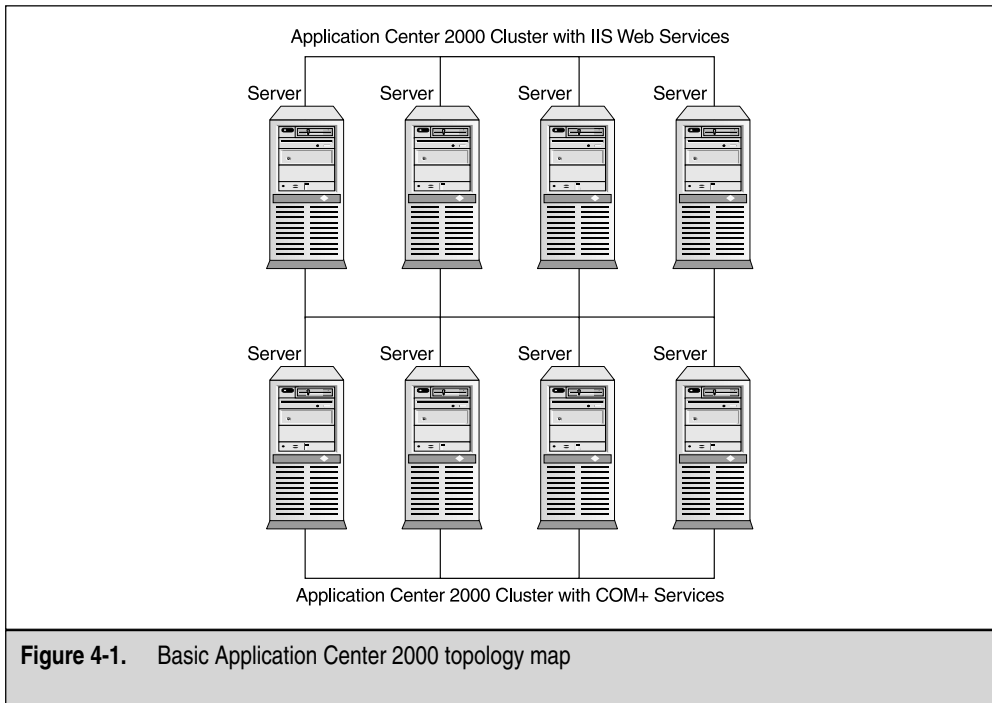 Application Center 2000 Cluster with IIS Web Services
Server Server Server Server
Server Server Server Server
Application Center 2000 Cluster with COM+ Services
Figure 4-1. Basic Application Center 2000 topology map